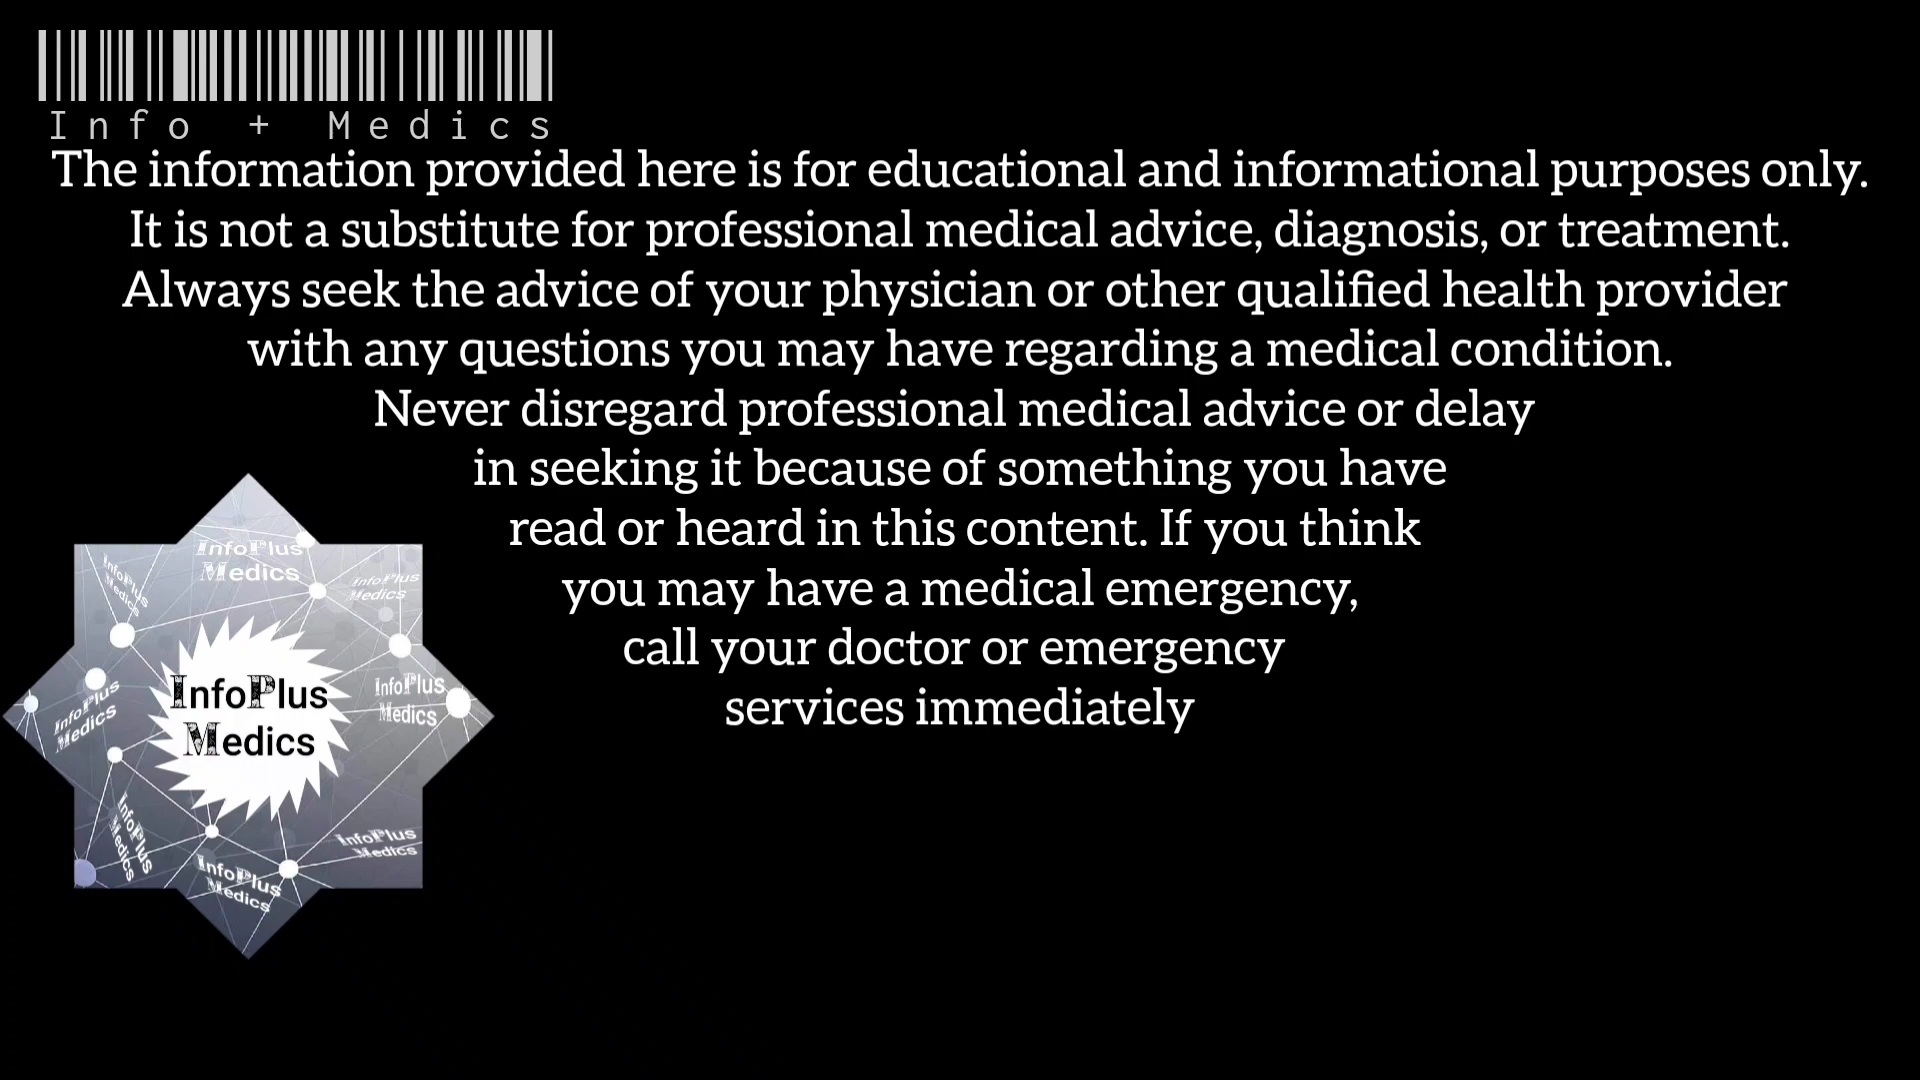 Info + Medics
The information provided here is for educational and informational purposes only.
It is not a substitute for professional medical advice, diagnosis, or treatment.
Always seek the advice of your physician or other qualified health provider
with any questions you may have regarding a medical condition.
Never disregard professional medical advice or delay
in seeking it because of something you have
read or heard in this content. If you think
you may have a medical emergency,
call your doctor or emergency
services immediately
InfoPlus
Medics
InfoPlus
Medics
InfoPlus
Medics
InfoPlus
Medics
InfoPlus
Medics
InfoPlus
Medics
InfoPlus
Medics
InfoPlus
Medics
InfoPlus
Medics